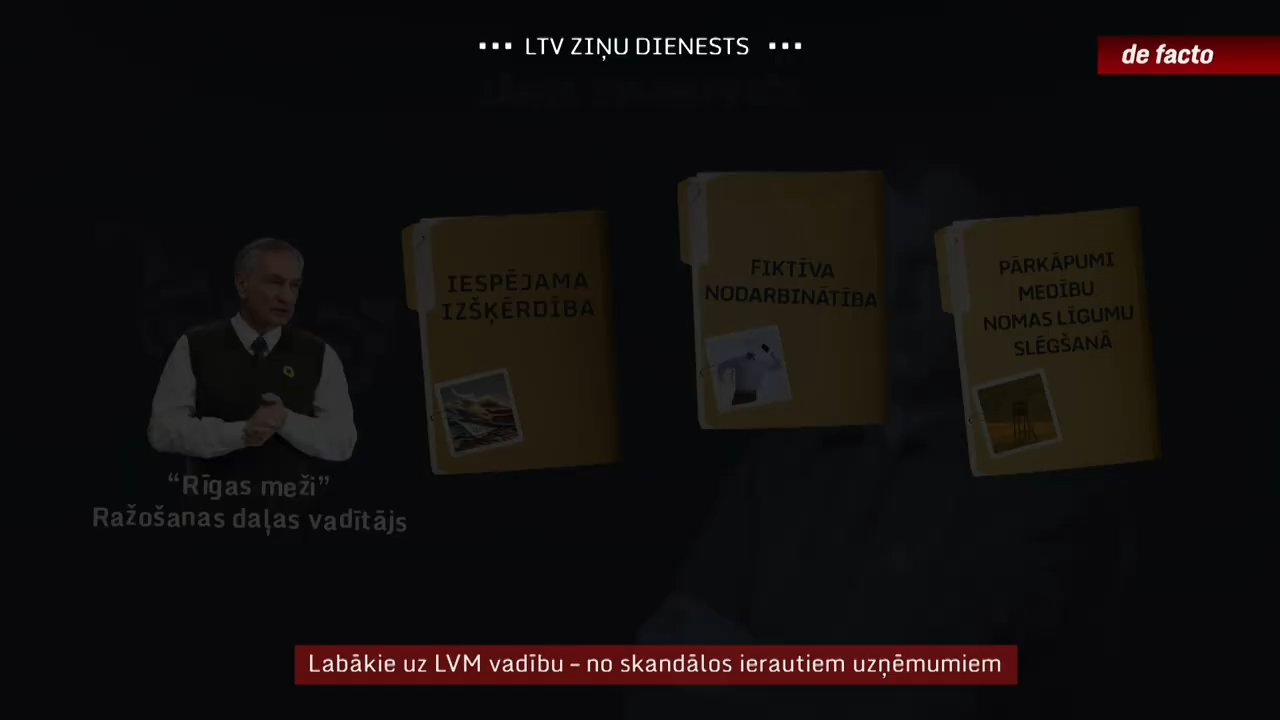 LTV ZIŅU DIENESTS
de facto
IESPĒJAMA
IZŠĶĒRDĪBA
FIKTĪVA
NODARBINĀTĪBA
PĀRKĀPUMI
MEDĪBU
NOMAS LĪGUMU
SLĒGŠANĀ
“Rīgas meži”
Ražošanas daļas vadītājs
Labākie uz LVM vadību – no skandālos ierautiem uzņēmumiem